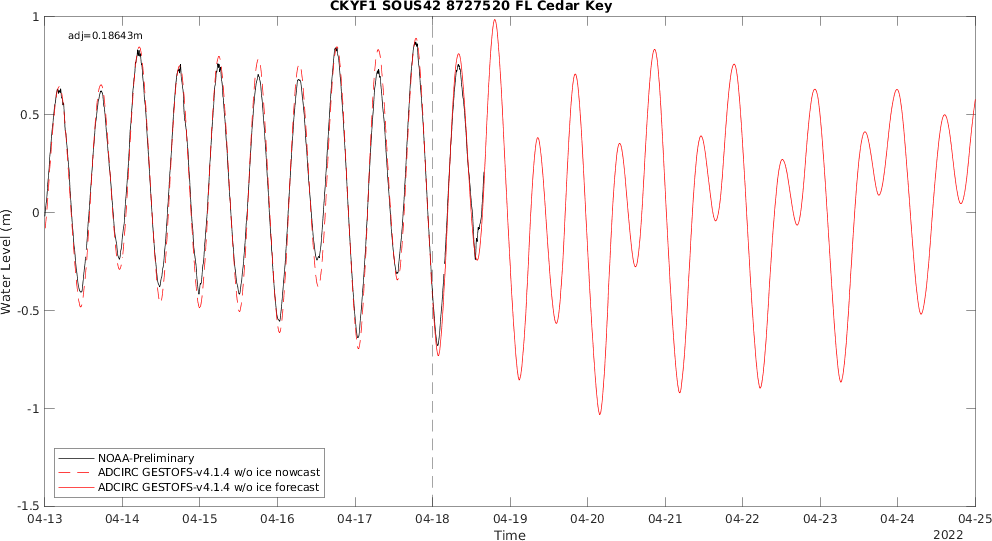 CKYF1 SOUS42 8727520 FL Cedar Key
adj=0.18643m
1
0.5
0
-0.5
-1
-1.5
Water Level (m)
NOAA-Preliminary
ADCIRC GESTOFS-v4.1.4 w/o ice nowcast
ADCIRC GESTOFS-v4.1.4 w/o ice forecast
04-13 04-14 04-15 04-16 04-17 04-18 04-19 04-20 04-21 04-22 04-23 04-24 04-25
Time
2022